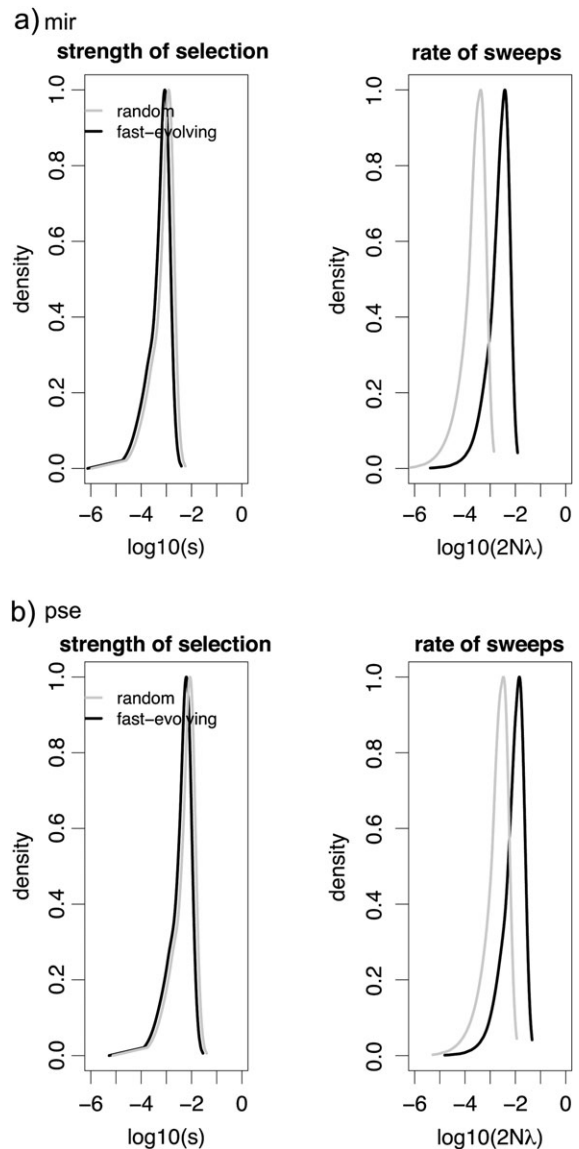 a) mir
strength of selection
rate of sweeps
random
fast-evolving
density
0.0 0.2 0.4 0.6 0.8 1.0
−6 −4 −2 0
log10(s)
density
0.0 0.2 0.4 0.6 0.8 1.0
−6 −4 −2 0
log10(2Nλ)
b) pse
strength of selection
rate of sweeps
random
fast-evolving
density
0.0 0.2 0.4 0.6 0.8 1.0
−6 −4 −2 0
log10(s)
density
0.0 0.2 0.4 0.6 0.8 1.0
−6 −4 −2 0
log10(2Nλ)